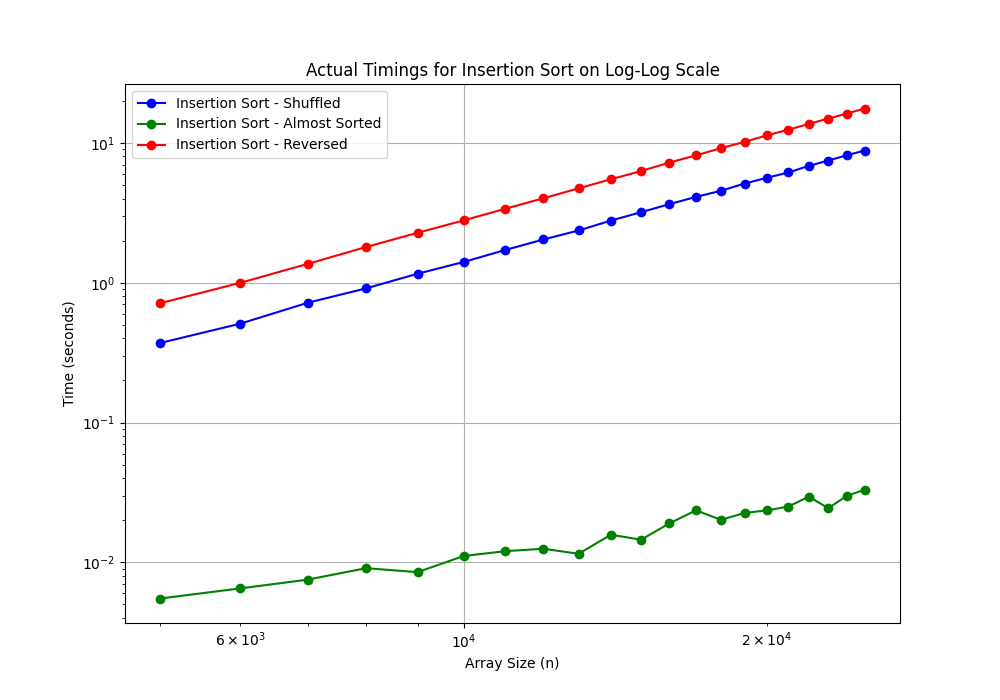 Actual Timings for Insertion Sort on Log-Log Scale
Insertion Sort - Shuffled
Insertion Sort - Almost Sorted
Insertion Sort - Reversed
10¹
10⁰
10⁻¹
10⁻²
Time (seconds)
6 × 10³
10⁴
2 × 10⁴
Array Size (n)